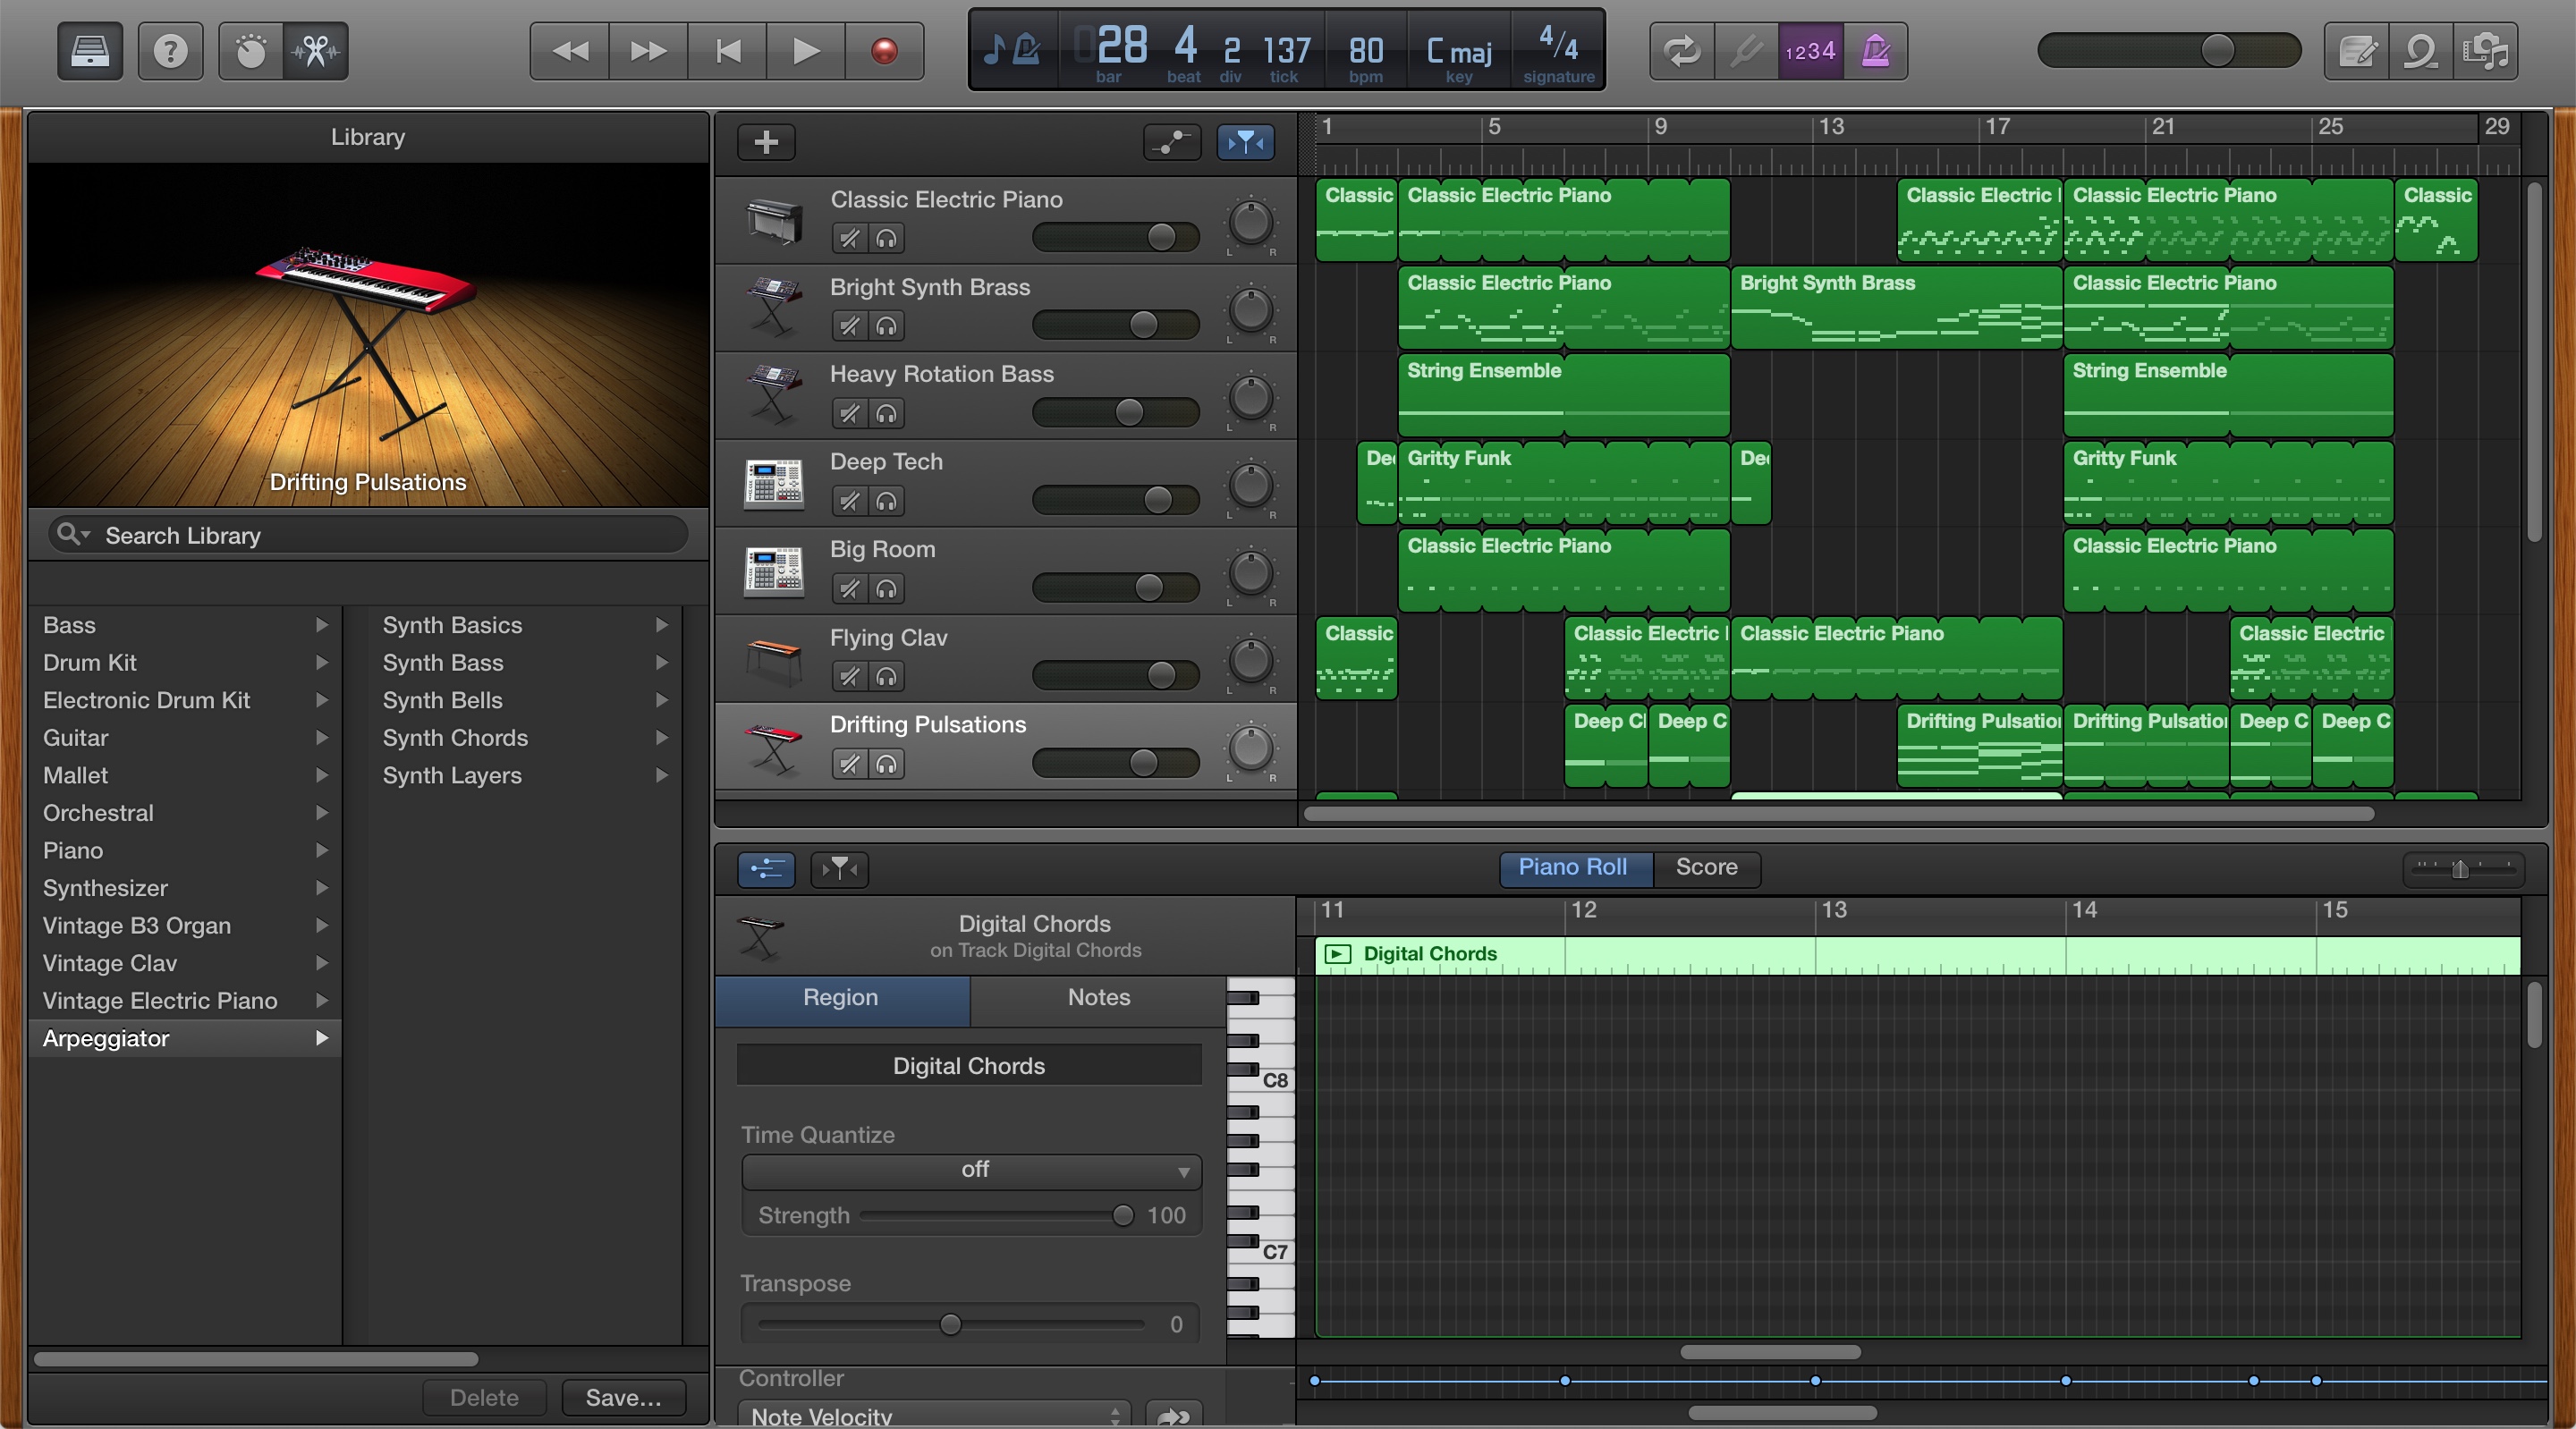 028 4 2 137 80 C maj 4/4
bar beat div tick bpm key signature
1234
Library
Drifting Pulsations
Search Library
Bass
Drum Kit
Electronic Drum Kit
Guitar
Mallet
Orchestral
Piano
Synthesizer
Vintage B3 Organ
Vintage Clav
Vintage Electric Piano
Arpeggiator
Synth Basics
Synth Bass
Synth Bells
Synth Chords
Synth Layers
Delete
Save...
1 5 9 13 17 21 25 29
Classic Electric Piano
L R
Classic
Classic Electric Piano
Classic Electric
Classic Electric Piano
Classic
Bright Synth Brass
L R
Classic Electric Piano
Bright Synth Brass
Classic Electric Piano
Heavy Rotation Bass
L R
String Ensemble
String Ensemble
Deep Tech
L R
Dee
Gritty Funk
Dee
Gritty Funk
Big Room
L R
Classic Electric Piano
Classic Electric Piano
Flying Clav
L R
Classic
Classic Electric
Classic Electric Piano
Classic Electric
Drifting Pulsations
L R
Deep C
Deep C
Drifting Pulsation
Drifting Pulsation
Deep C
Deep C
Piano Roll
Score
Digital Chords
on Track Digital Chords
11 12 13 14 15
Digital Chords
Region
Notes
Digital Chords
Time Quantize
off
Strength 100
Transpose
0
Controller
Note Velocity
C8
C7